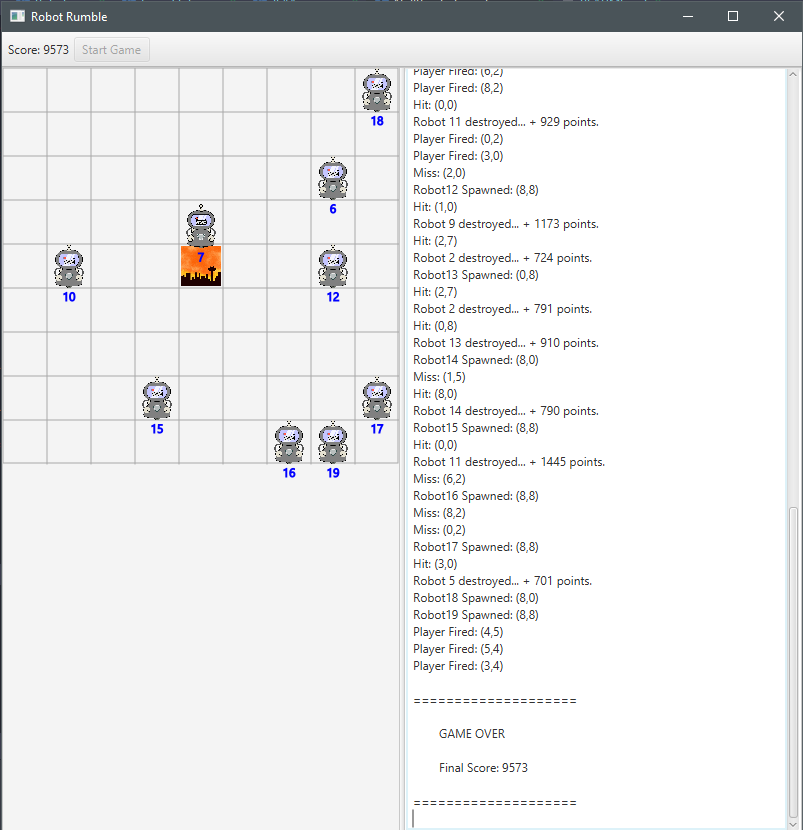 Robot Rumble
Score: 9573
Start Game
18
6
7
10
12
15
17
16
19
Player Fired: (6,2)
Player Fired: (8,2)
Hit: (0,0)
Robot 11 destroyed... + 929 points.
Player Fired: (0,2)
Player Fired: (3,0)
Miss: (2,0)
Robot12 Spawned: (8,8)
Hit: (1,0)
Robot 9 destroyed... + 1173 points.
Hit: (2,7)
Robot 2 destroyed... + 724 points.
Robot13 Spawned: (0,8)
Hit: (2,7)
Robot 2 destroyed... + 791 points.
Hit: (0,8)
Robot 13 destroyed... + 910 points.
Robot14 Spawned: (8,0)
Miss: (1,5)
Hit: (8,0)
Robot 14 destroyed... + 790 points.
Robot15 Spawned: (8,8)
Hit: (0,0)
Robot 11 destroyed... + 1445 points.
Miss: (6,2)
Robot16 Spawned: (8,8)
Miss: (8,2)
Miss: (0,2)
Robot17 Spawned: (8,8)
Hit: (3,0)
Robot 5 destroyed... + 701 points.
Robot18 Spawned: (8,0)
Robot19 Spawned: (8,8)
Player Fired: (4,5)
Player Fired: (5,4)
Player Fired: (3,4)
====================
GAME OVER
Final Score: 9573
====================